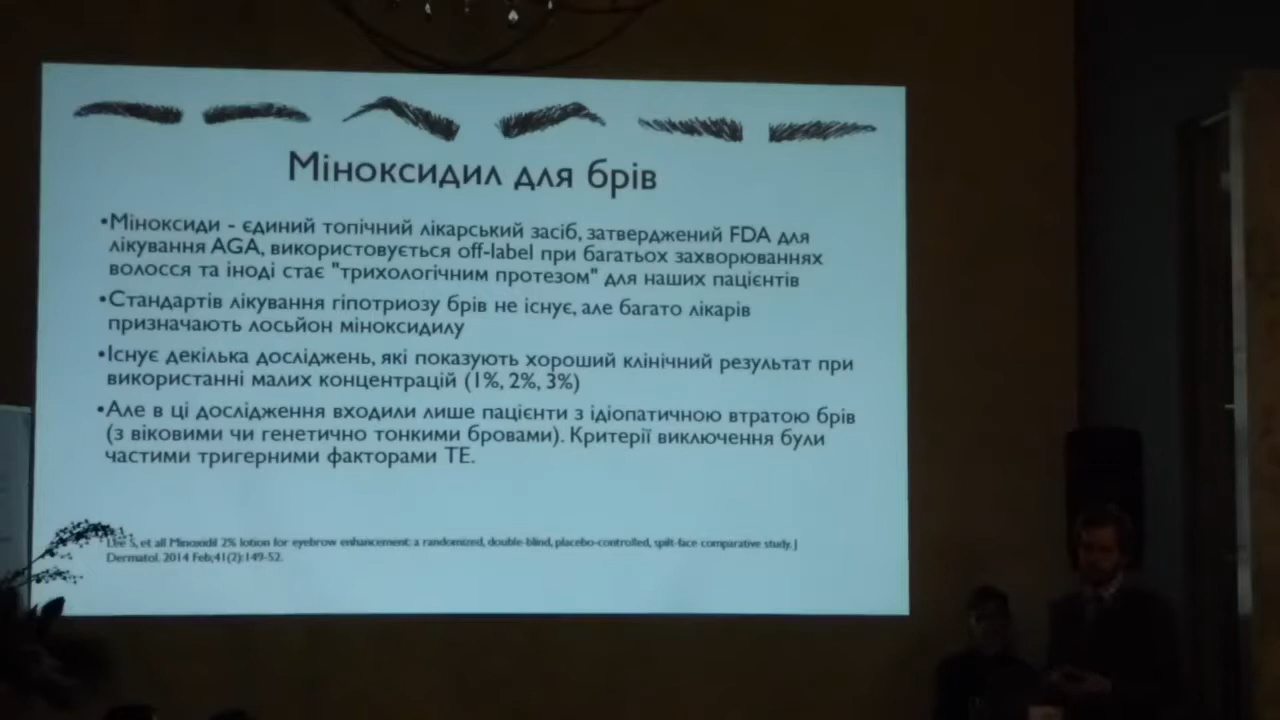 Міноксидил для брів
•Міноксиди - єдиний топічний лікарський засіб, затверджений FDA для
лікування AGA, використовується off-label при багатьох захворюваннях
волосся та іноді стає "трихологічним протезом" для наших пацієнтів
•Стандартів лікування гіпотриозу брів не існує, але багато лікарів
призначають лосьйон міноксидилу
•Існує декілька досліджень, які показують хороший клінічний результат при
використанні малих концентрацій (1%, 2%, 3%)
•Але в ці дослідження входили лише пацієнти з ідіопатичною втратою брів
(з віковими чи генетично тонкими бровами). Критерії виключення були
частими тригерними факторами ТЕ.
Lee S, et all Minoxidil 2% lotion for eyebrow enhancement: a randomized, double-blind, placebo-controlled, spilt-face comparative study. J
Dermatol. 2014 Feb;41(2):149-52.